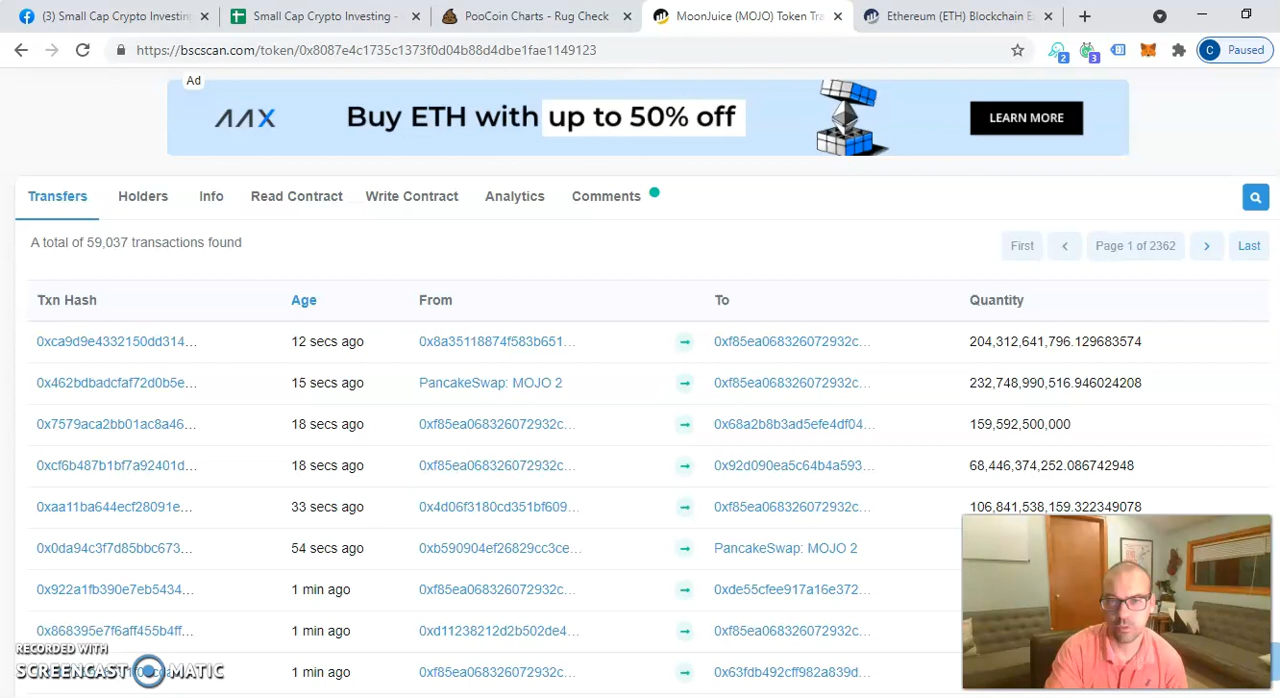 (3) Small Cap Crypto Investin
Small Cap Crypto Investing -
PooCoin Charts - Rug Check
MoonJuice (MOJO) Token Tra
Ethereum (ETH) Blockchain E
https://bscscan.com/token/0x8087e4c1735c1373f0d04b88d4dbe1fae1149123
2
3
C Paused
Ad
AAX
Buy ETH with up to 50% off
LEARN MORE
Transfers Holders Info Read Contract Write Contract Analytics Comments
A total of 59,037 transactions found
First < Page 1 of 2362 > Last
Txn Hash Age From To Quantity
0xca9d9e4332150dd314... 12 secs ago 0x8a35118874f583b651... → 0xf85ea068326072932c... 204,312,641,796.129683574
0x462bdbadcfaf72d0b5e... 15 secs ago PancakeSwap: MOJO 2 → 0xf85ea068326072932c... 232,748,990,516.946024208
0x7579aca2bb01ac8a46... 18 secs ago 0xf85ea068326072932c... → 0x68a2b8b3ad5efe4df04... 159,592,500,000
0xcf6b487b1bf7a92401d... 18 secs ago 0xf85ea068326072932c... → 0x92d090ea5c64b4a593... 68,446,374,252.086742948
0xaa11ba644ecf28091e... 33 secs ago 0x4d06f3180cd351bf609... → 0xf85ea068326072932c... 106,841,538,159.322349078
0x0da94c3f7d85bbc673... 54 secs ago 0xb590904ef26829cc3ce... → PancakeSwap: MOJO 2
0x922a1fb390e7eb5434... 1 min ago 0xf85ea068326072932c... → 0xde55cfee917a16e372...
0x868395e7f6aff455b4ff... 1 min ago 0xd11238212d2b502de4... → 0xf85ea068326072932c...
RECORDED WITH
SCREENCAST MATIC
1 min ago 0xf85ea068326072932c... → 0x63fdb492cff982a839d...